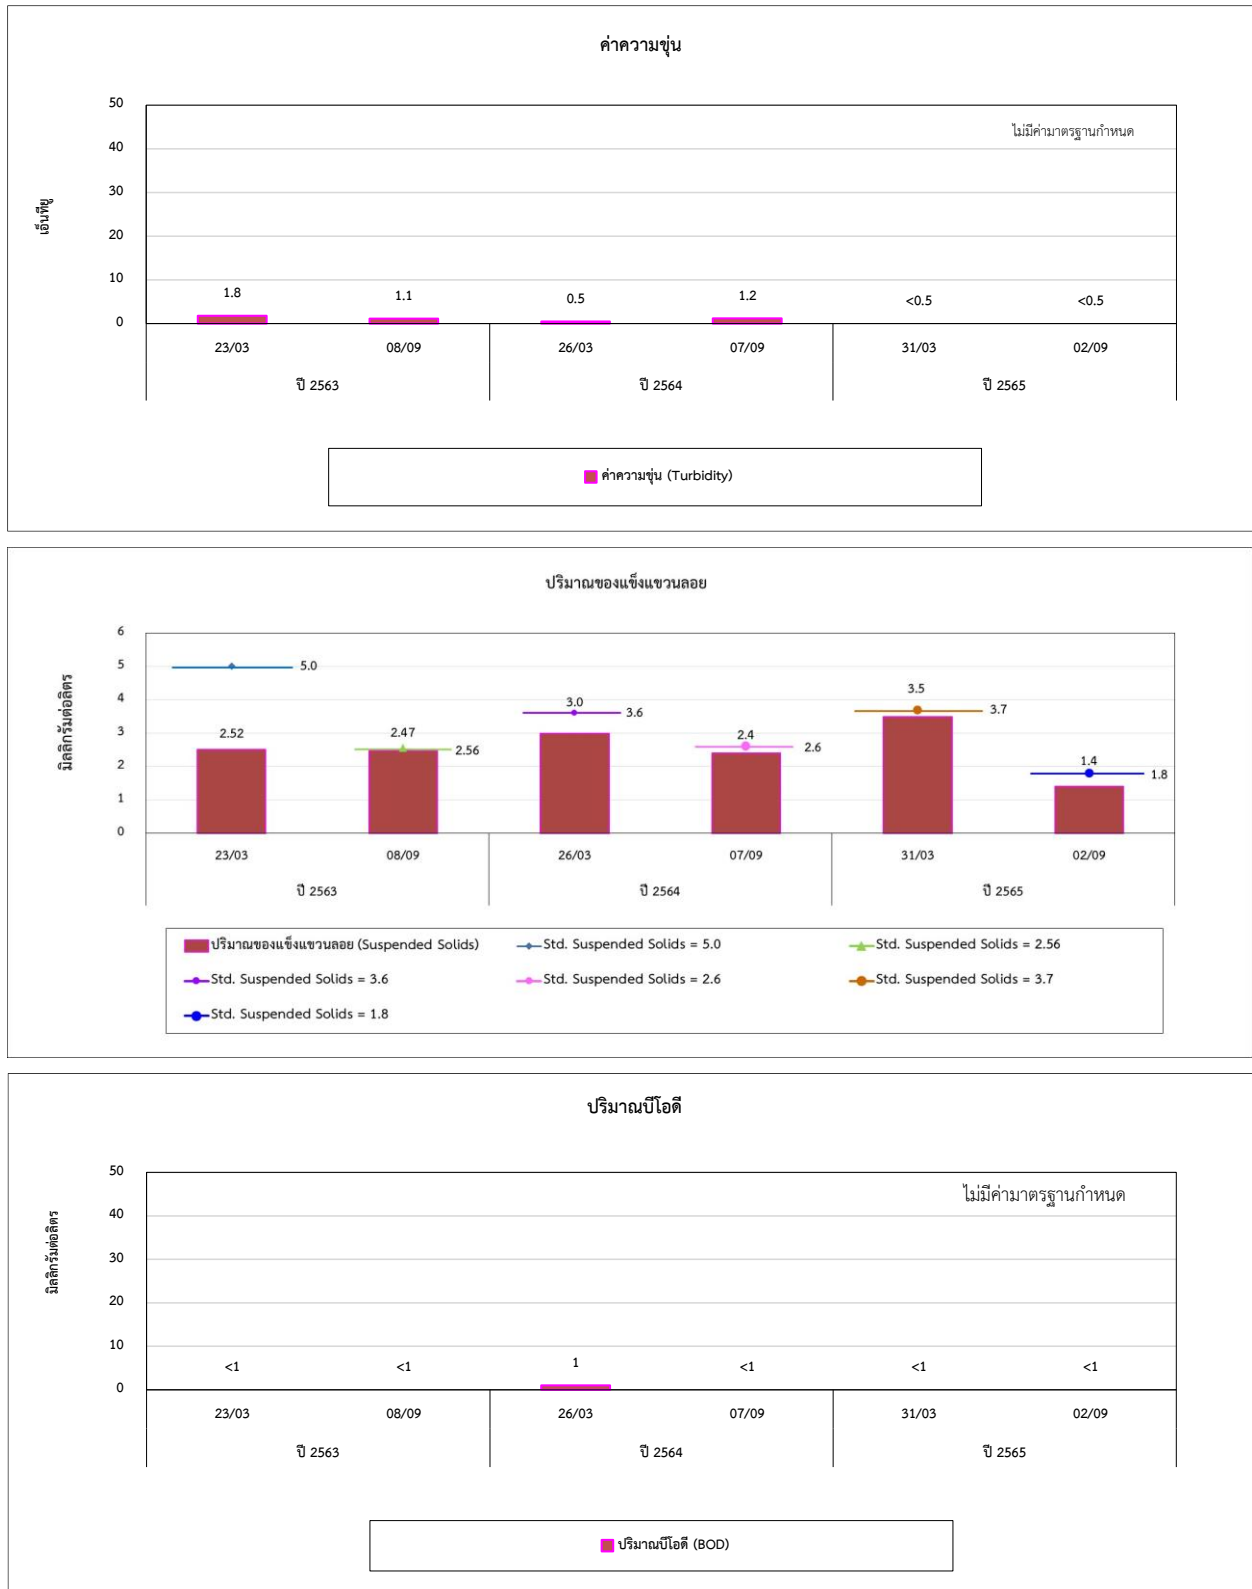 ค่าความขุ่น
50
ไม่มีค่ามาตรฐานกำหนด
40
30
เอ็นทียู
20
10
1.8 1.1 0.5 1.2 <0.5 <0.5
0
23/03 08/09 26/03 07/09 31/03 02/09
ปี 2563 ปี 2564 ปี 2565
ค่าความขุ่น (Turbidity)
ปริมาณของแข็งแขวนลอย
มิลลิกรัมต่อลิตร
6
5
4
3
2
1
0
5.0
2.52
2.47
2.56
3.0
3.6
2.4
2.6
3.5
3.7
1.4
1.8
23/03 08/09 26/03 07/09 31/03 02/09
ปี 2563 ปี 2564 ปี 2565
ปริมาณของแข็งแขวนลอย (Suspended Solids) Std. Suspended Solids = 5.0 Std. Suspended Solids = 2.56
Std. Suspended Solids = 3.6 Std. Suspended Solids = 2.6 Std. Suspended Solids = 3.7
Std. Suspended Solids = 1.8
ปริมาณบีโอดี
50
ไม่มีค่ามาตรฐานกำหนด
40
มิลลิกรัมต่อลิตร
30
20
10
<1 <1 1 <1 <1 <1
0
23/03 08/09 26/03 07/09 31/03 02/09
ปี 2563 ปี 2564 ปี 2565
ปริมาณบีโอดี (BOD)